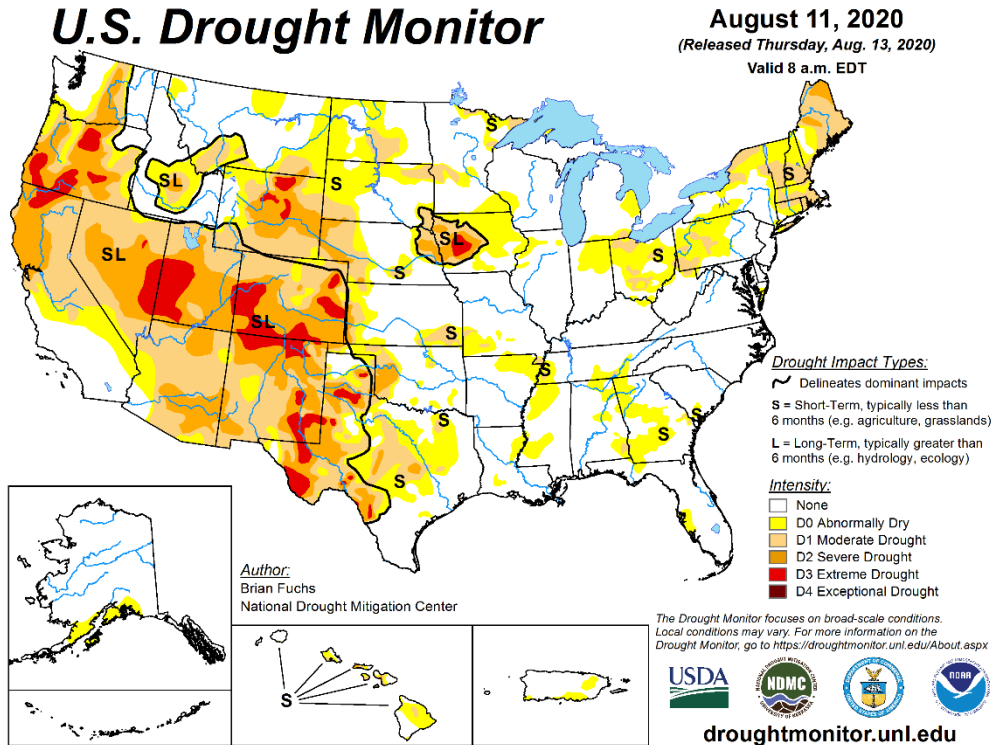 U.S. Drought Monitor
August 11, 2020
(Released Thursday, Aug. 13, 2020)
Valid 8 a.m. EDT
S
S
SL
S
SL
S
SL
S
S
SL
S
S
S
S
S
S
Drought Impact Types:
Delineates dominant impacts
S = Short-Term, typically less than
6 months (e.g. agriculture, grasslands)
L = Long-Term, typically greater than
6 months (e.g. hydrology, ecology)
Intensity:
None
D0 Abnormally Dry
D1 Moderate Drought
D2 Severe Drought
D3 Extreme Drought
D4 Exceptional Drought
Author:
Brian Fuchs
National Drought Mitigation Center
S
The Drought Monitor focuses on broad-scale conditions.
Local conditions may vary. For more information on the
Drought Monitor, go to https://droughtmonitor.unl.edu/About.aspx
USDA
NDMC
NOAA
droughtmonitor.unl.edu